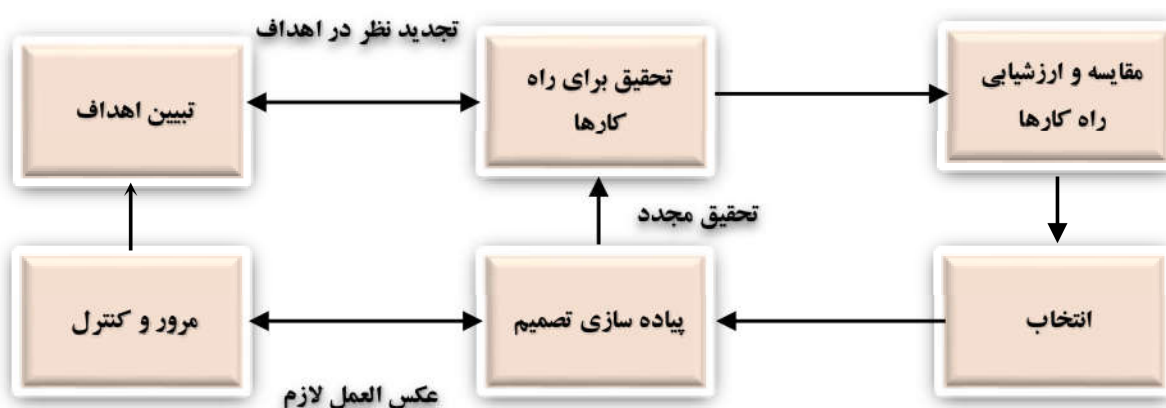 تجدید نظر در اهداف
مقایسه و ارزشیابی
راه کارها
تحقیق برای راه
کارها
تبیین اهداف
تحقیق مجدد
انتخاب
پیاده سازی تصمیم
مرور و کنترل
عکس العمل لازم